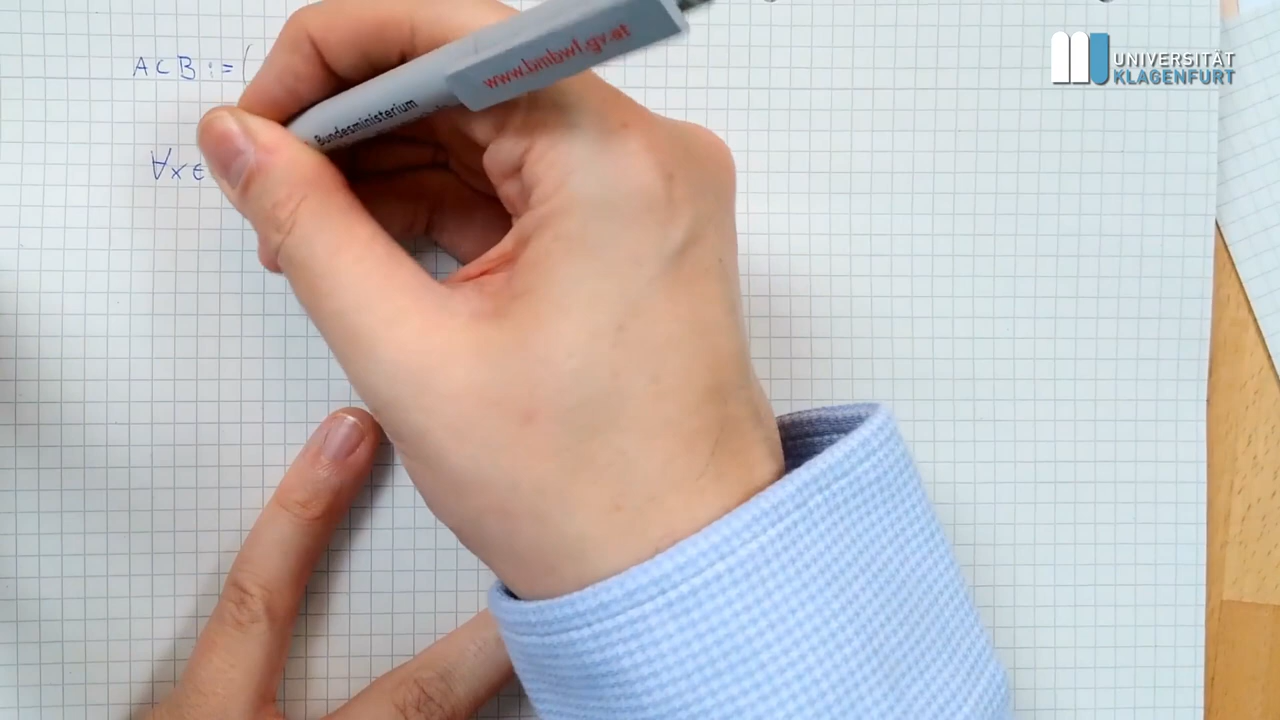 A ⊂ B := (
∀x ∈
www.bmbwf.gv.at
Bundesministerium
UNIVERSITÄT
KLAGENFURT